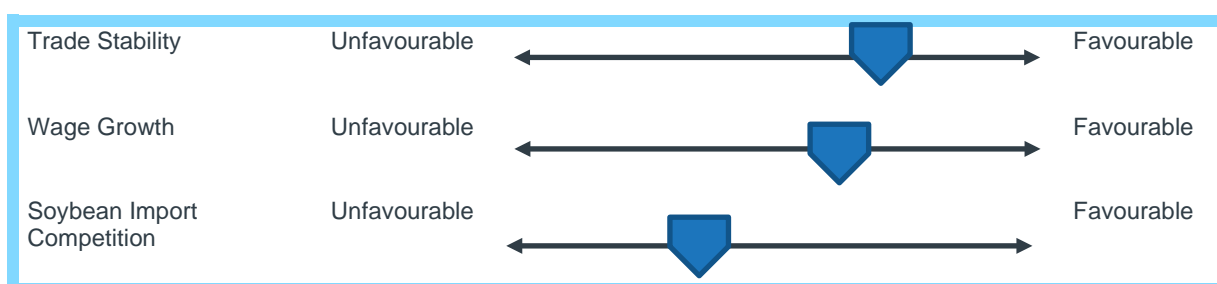 Trade Stability Unfavourable Favourable
Wage Growth Unfavourable Favourable
Soybean Import Unfavourable Favourable
Competition